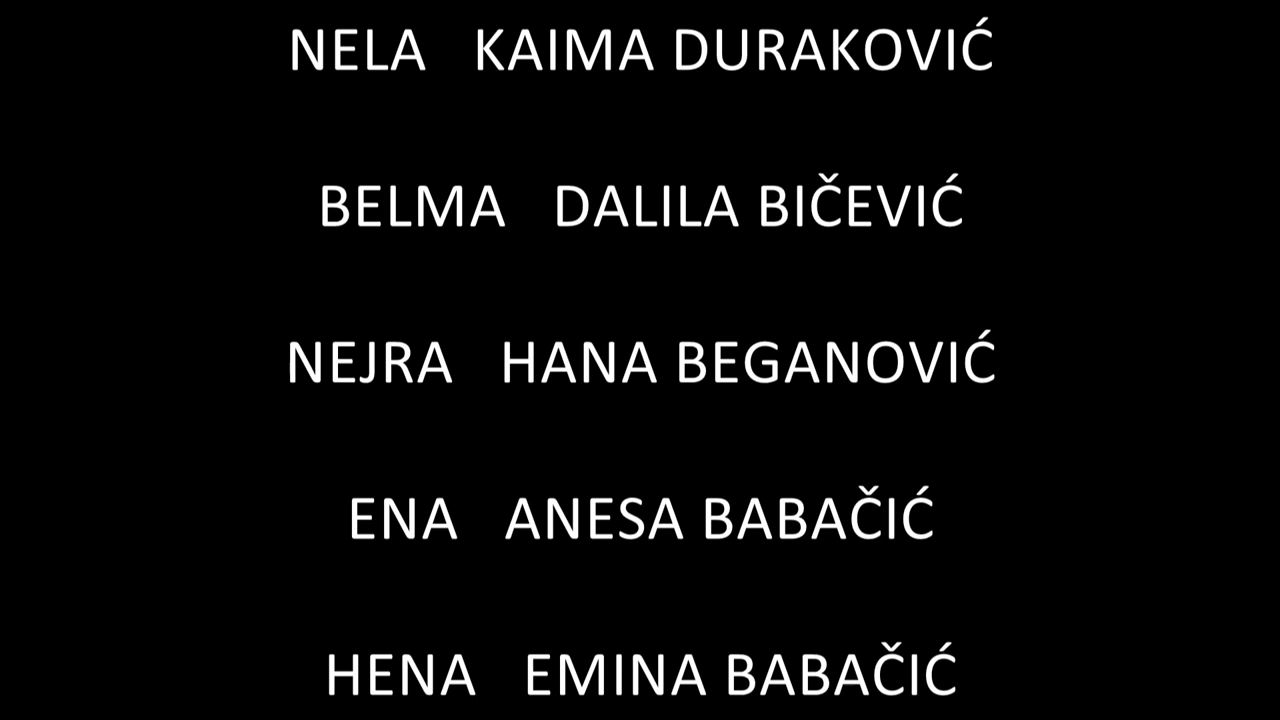 NELA KAIMA DURAKOVIĆ
BELMA DALILA BIČEVIĆ
NEJRA HANA BEGANOVIĆ
ENA ANESA BABAČIĆ
HENA EMINA BABAČIĆ